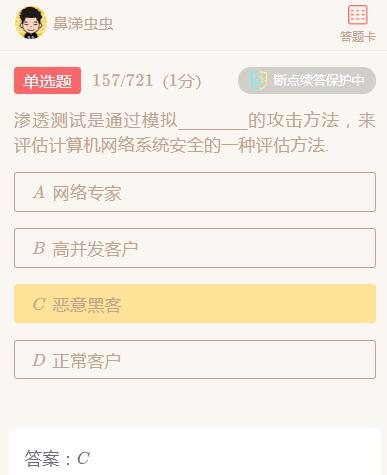 鼻涕虫虫
答题卡
单选题 157/721 (1分) 断点续答保护中
渗透测试是通过模拟________的攻击方法，来
评估计算机网络系统安全的一种评估方法.
A 网络专家
B 高并发客户
C 恶意黑客
D 正常客户
答案：C